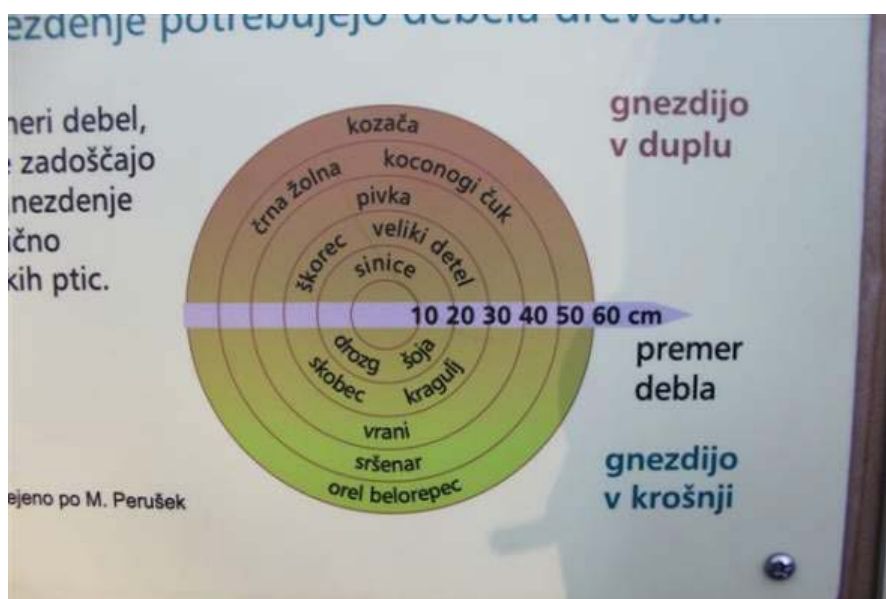 ezdenje potrebujejo debela drevesa.
neri debel,
zadoščajo
nezdenje
ično
kih ptic.
gnezdijo
v duplu
kozača
črna žolna
koconogi čuk
pivka
škorec
veliki detel
sinice
10 20 30 40 50 60 cm
premer
debla
drozg
šoja
skobec
kragulj
vrani
sršenar
orel belorepec
gnezdijo
v krošnji
ejeno po M. Perušek